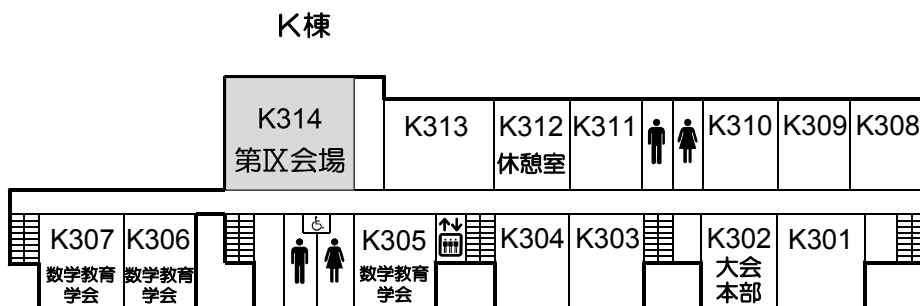 K棟
K314
第Ⅸ会場
K313
K312
休憩室
K311
K310
K309
K308
K307
数学教育
学会
K306
数学教育
学会
K305
数学教育
学会
K304
K303
K302
大会
本部
K301